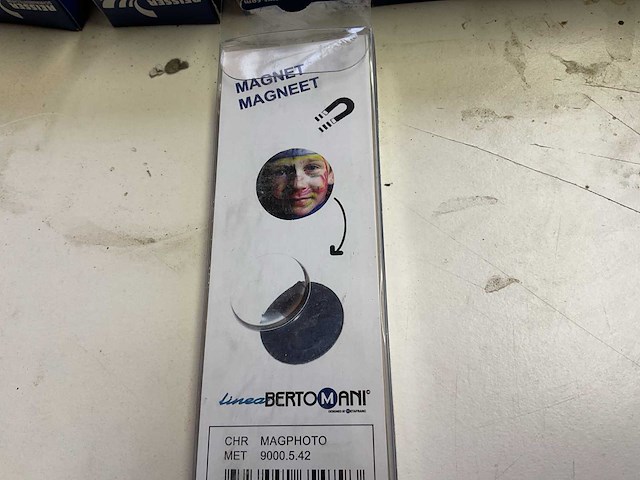 MAGNET
MAGNEET
lineaBERTOMANI©
CHR MAGPHOTO
MET 9000.5.42